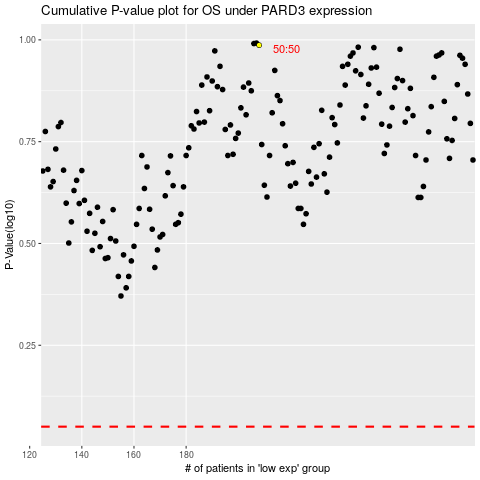 Cumulative P-value plot for OS under PARD3 expression
1.00
50:50
0.75
P-Value(log10)
0.50
0.25
120 140 160 180
# of patients in 'low exp' group